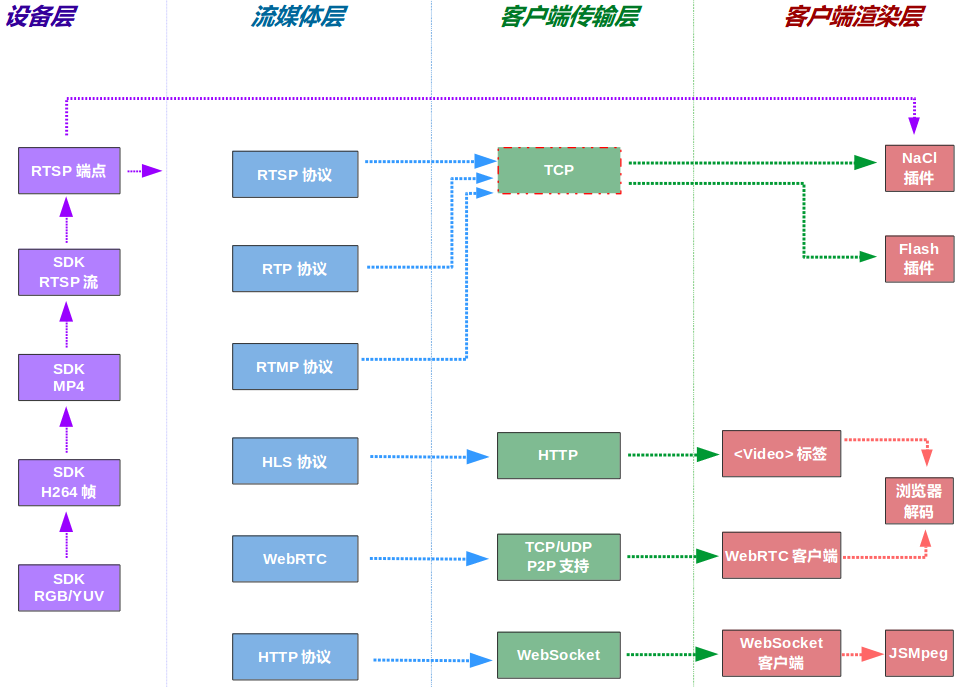 设备层
流媒体层
客户端传输层
客户端渲染层
RTSP 端点
SDK
RTSP 流
SDK
MP4
SDK
H264 帧
SDK
RGB/YUV
RTSP 协议
RTP 协议
RTMP 协议
HLS 协议
WebRTC
HTTP 协议
TCP
HTTP
TCP/UDP
P2P 支持
WebSocket
NaCl
插件
Flash
插件
<Video> 标签
浏览器
解码
WebRTC 客户端
WebSocket
客户端
JSMpeg